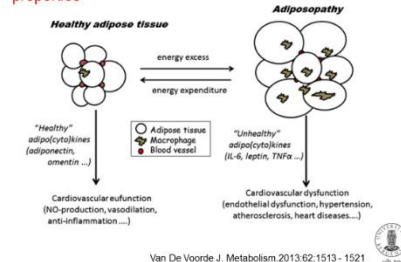 properties
Adiposopathy
Healthy adipose tissue
energy excess
energy expenditure
Adipose tissue
Macrophage
Blood vessel
"Healthy"
adipo(cyto)kines
(adiponectin,
omentin ...)
"Unhealthy"
adipo(cyto)kines
(IL-6, leptin, TNFα ...)
Cardiovascular eufunction
(NO-production, vasodilation,
anti-inflammation ....)
Cardiovascular dysfunction
(endothelial dysfunction, hypertension,
atherosclerosis, heart diseases....)
Van De Voorde J. Metabolism.2013:62:1513 - 1521